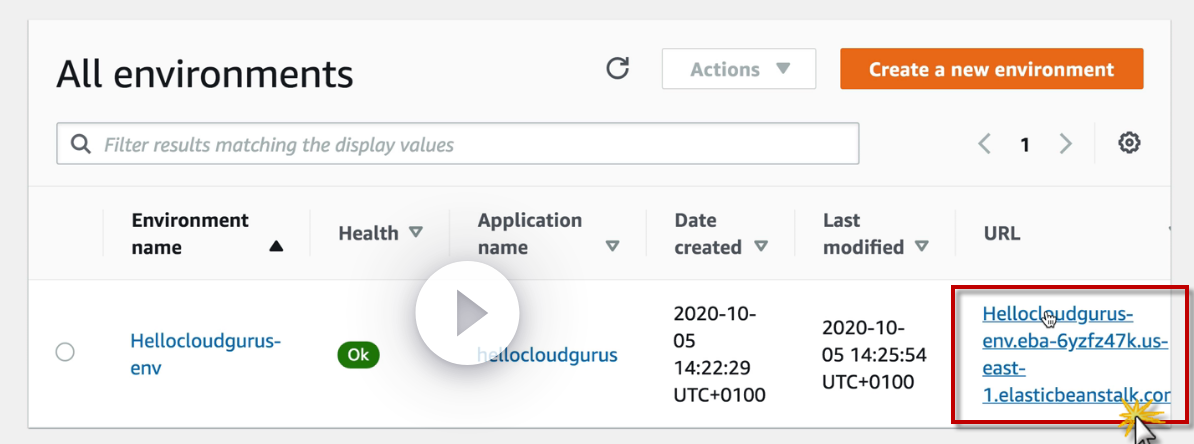 All environments
Actions
Create a new environment
Filter results matching the display values
1
Environment
name
Health
Application
name
Date
created
Last
modified
URL
Hellocloudgurus-
env
Ok
hellocloudgurus
2020-10-
05
14:22:29
UTC+0100
2020-10-
05 14:25:54
UTC+0100
Hellocloudgurus-
env.eba-6yzfz47k.us-
east-
1.elasticbeanstalk.com